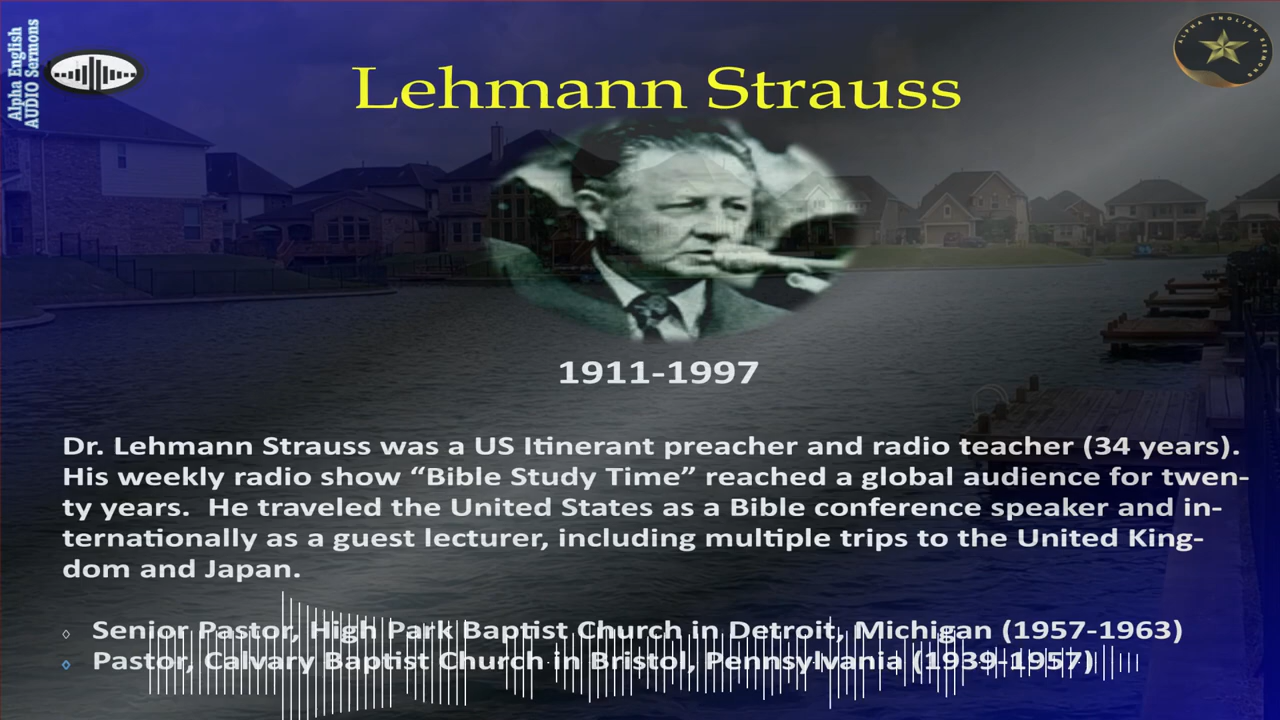 Alpha English
AUDIO Sermons
ALPHA ENGLISH SERMONS
Lehmann Strauss
1911-1997
Dr. Lehmann Strauss was a US Itinerant preacher and radio teacher (34 years).
His weekly radio show “Bible Study Time” reached a global audience for twen-
ty years.  He traveled the United States as a Bible conference speaker and in-
ternationally as a guest lecturer, including multiple trips to the United King-
dom and Japan.
◊ Senior Pastor, High Park Baptist Church in Detroit, Michigan (1957-1963)
◊ Pastor, Calvary Baptist Church in Bristol, Pennsylvania (1939-1957)